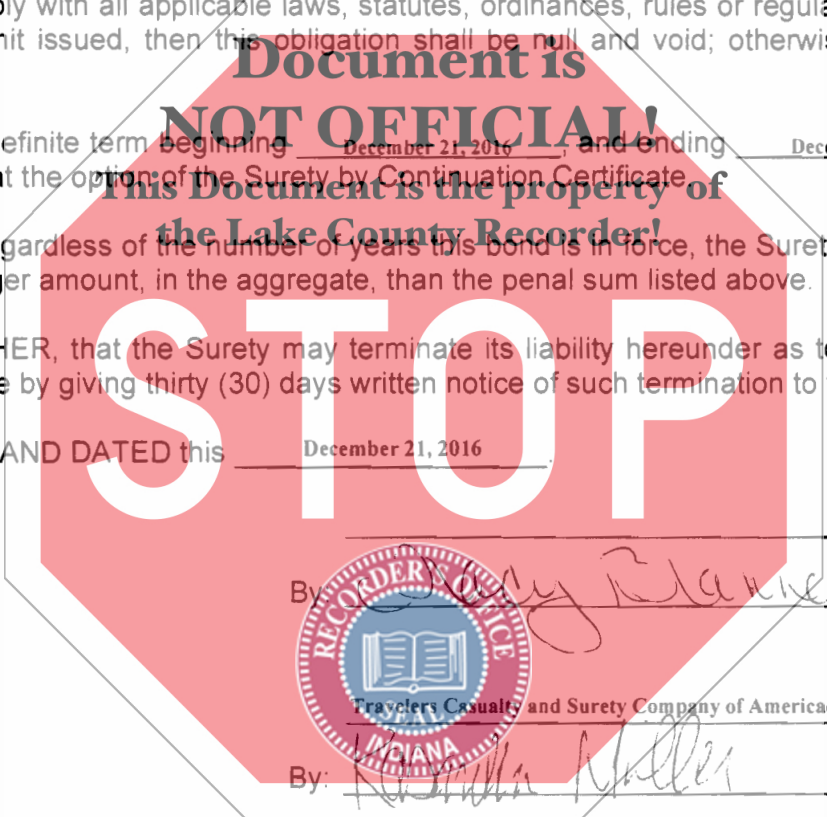 ply with all applicable laws, statutes, ordinances, rules or regula
mit issued, then this obligation shall be null and void; otherwis
Document is
NOT OFFICIAL!
efinite term beginning December 21, 2016, and ending Dec
t the option of the Surety by Continuation Certificate.
This Document is the property of
the Lake County Recorder!
gardless of the number of years this bond is in force, the Suret
er amount, in the aggregate, than the penal sum listed above.
STOP
HER, that the Surety may terminate its liability hereunder as to
e by giving thirty (30) days written notice of such termination to
AND DATED this December 21, 2016.
RECORDER'S OFFICE
SEAL
INDIANA
By:
Travelers Casualty and Surety Company of America
By: